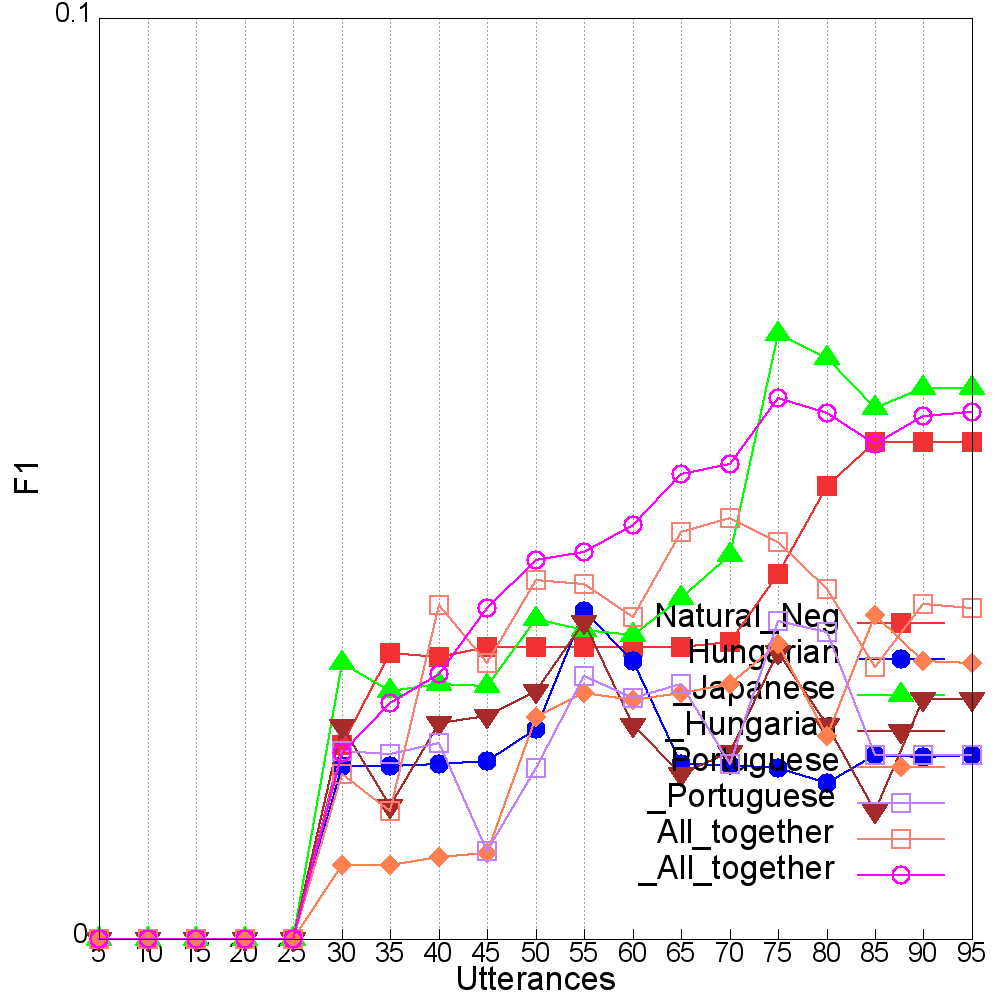 0.1
F1
Natural_Neg
Hungarian
_Japanese
_Hungarian
Portuguese
_Portuguese
All_together
_All_together
0
5 10 15 20 25 30 35 40 45 50 55 60 65 70 75 80 85 90 95
Utterances